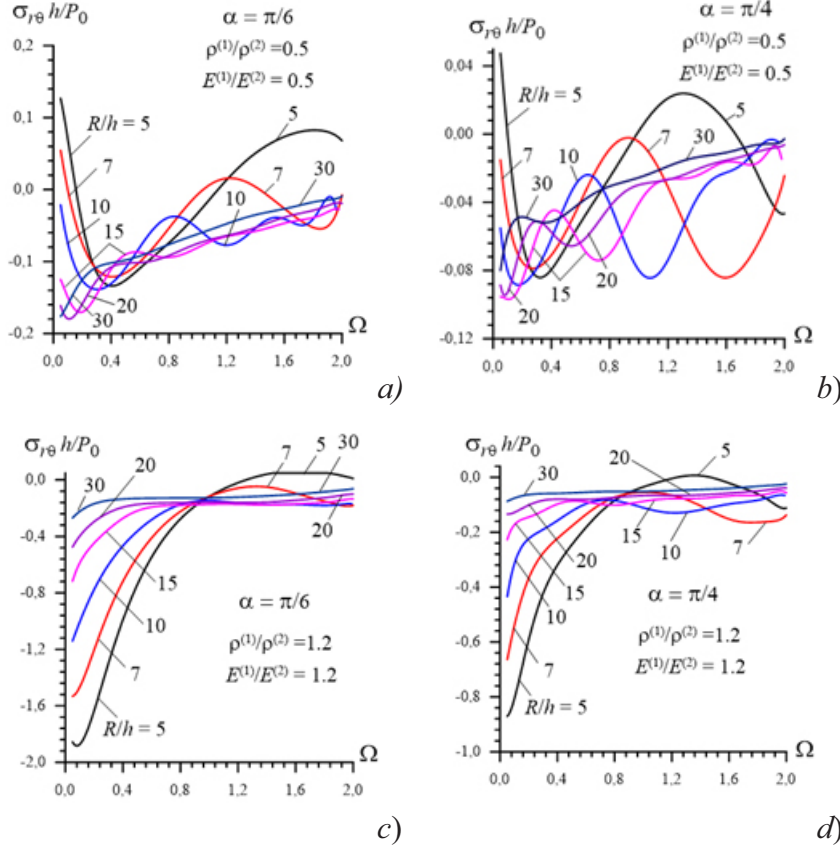 σrθ h/P0
α = π/6
ρ(1)/ρ(2) =0.5
E(1)/E(2) = 0.5
0,2
0,1
0,0
-0,1
-0,2
R/h = 5
7
10
15
30
20
5
7
30
10
Ω
0,0 0,4 0,8 1,2 1,6 2,0
a)
σrθ h/P0
α = π/4
ρ(1)/ρ(2) =0.5
E(1)/E(2) = 0.5
0,04
0,00
-0,04
-0,08
-0,12
R/h = 5
7
30
20
10
7
30
5
15
20
Ω
0,0 0,4 0,8 1,2 1,6 2,0
b)
σrθ h/P0
0,0
-0,4
-0,8
-1,2
-1,6
-2,0
30
20
7
5
30
20
15
10
7
R/h = 5
α = π/6
ρ(1)/ρ(2) =1.2
E(1)/E(2) = 1.2
Ω
0,0 0,4 0,8 1,2 1,6 2,0
c)
σrθ h/P0
0,0
-0,2
-0,4
-0,6
-0,8
-1,0
30
20
5
15
10
7
20
15
10
7
R/h = 5
α = π/4
ρ(1)/ρ(2) =1.2
E(1)/E(2) = 1.2
Ω
0,0 0,4 0,8 1,2 1,6 2,0
d)